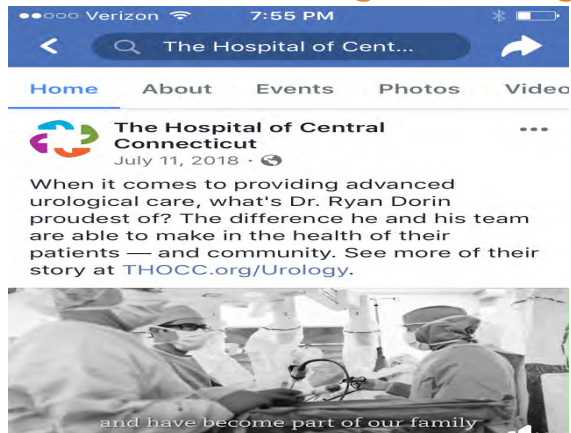 Verizon 7:55 PM
The Hospital of Cent...
Home About Events Photos Video
The Hospital of Central
Connecticut
July 11, 2018 ·
When it comes to providing advanced
urological care, what's Dr. Ryan Dorin
proudest of? The difference he and his team
are able to make in the health of their
patients — and community. See more of their
story at THOCC.org/Urology.
and have become part of our family